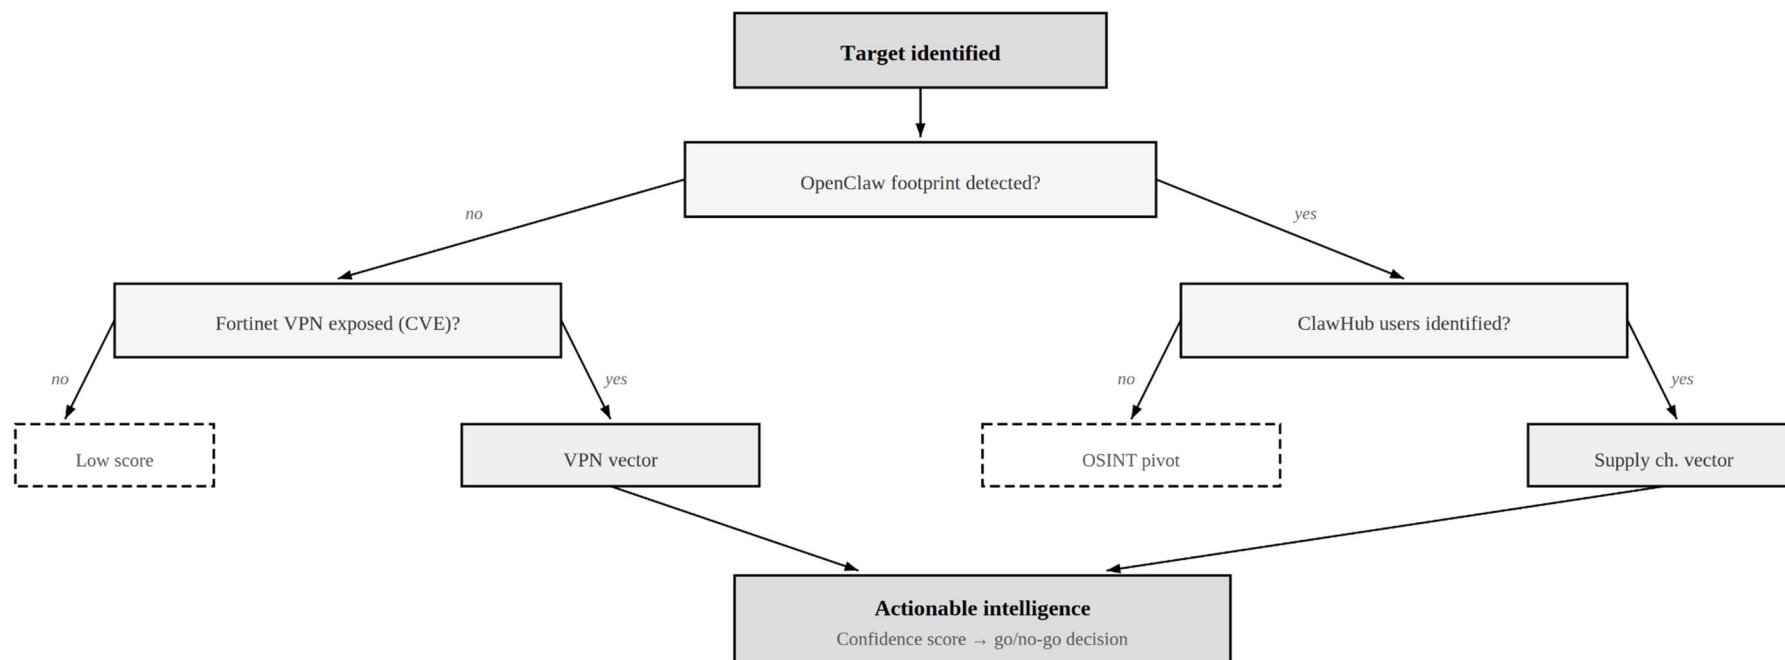 Target identified
OpenClaw footprint detected?
no
yes
Fortinet VPN exposed (CVE)?
ClawHub users identified?
no
yes
no
yes
Low score
VPN vector
OSINT pivot
Supply ch. vector
Actionable intelligence
Confidence score → go/no-go decision